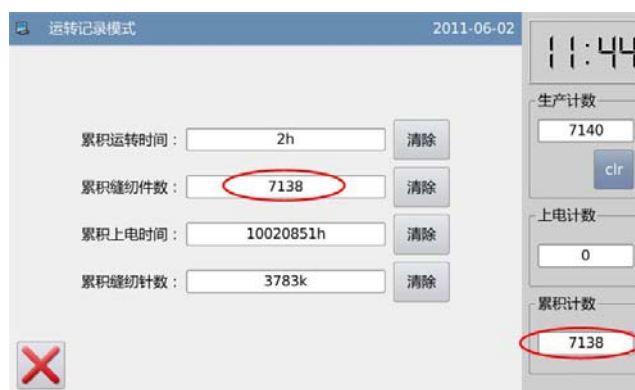 运转记录模式 2011-06-02
11:44
累积运转时间： 2h 清除
累积缝纫件数： 7138 清除
累积上电时间： 10020851h 清除
累积缝纫针数： 3783k 清除
生产计数
7140
clr
上电计数
0
累积计数
7138